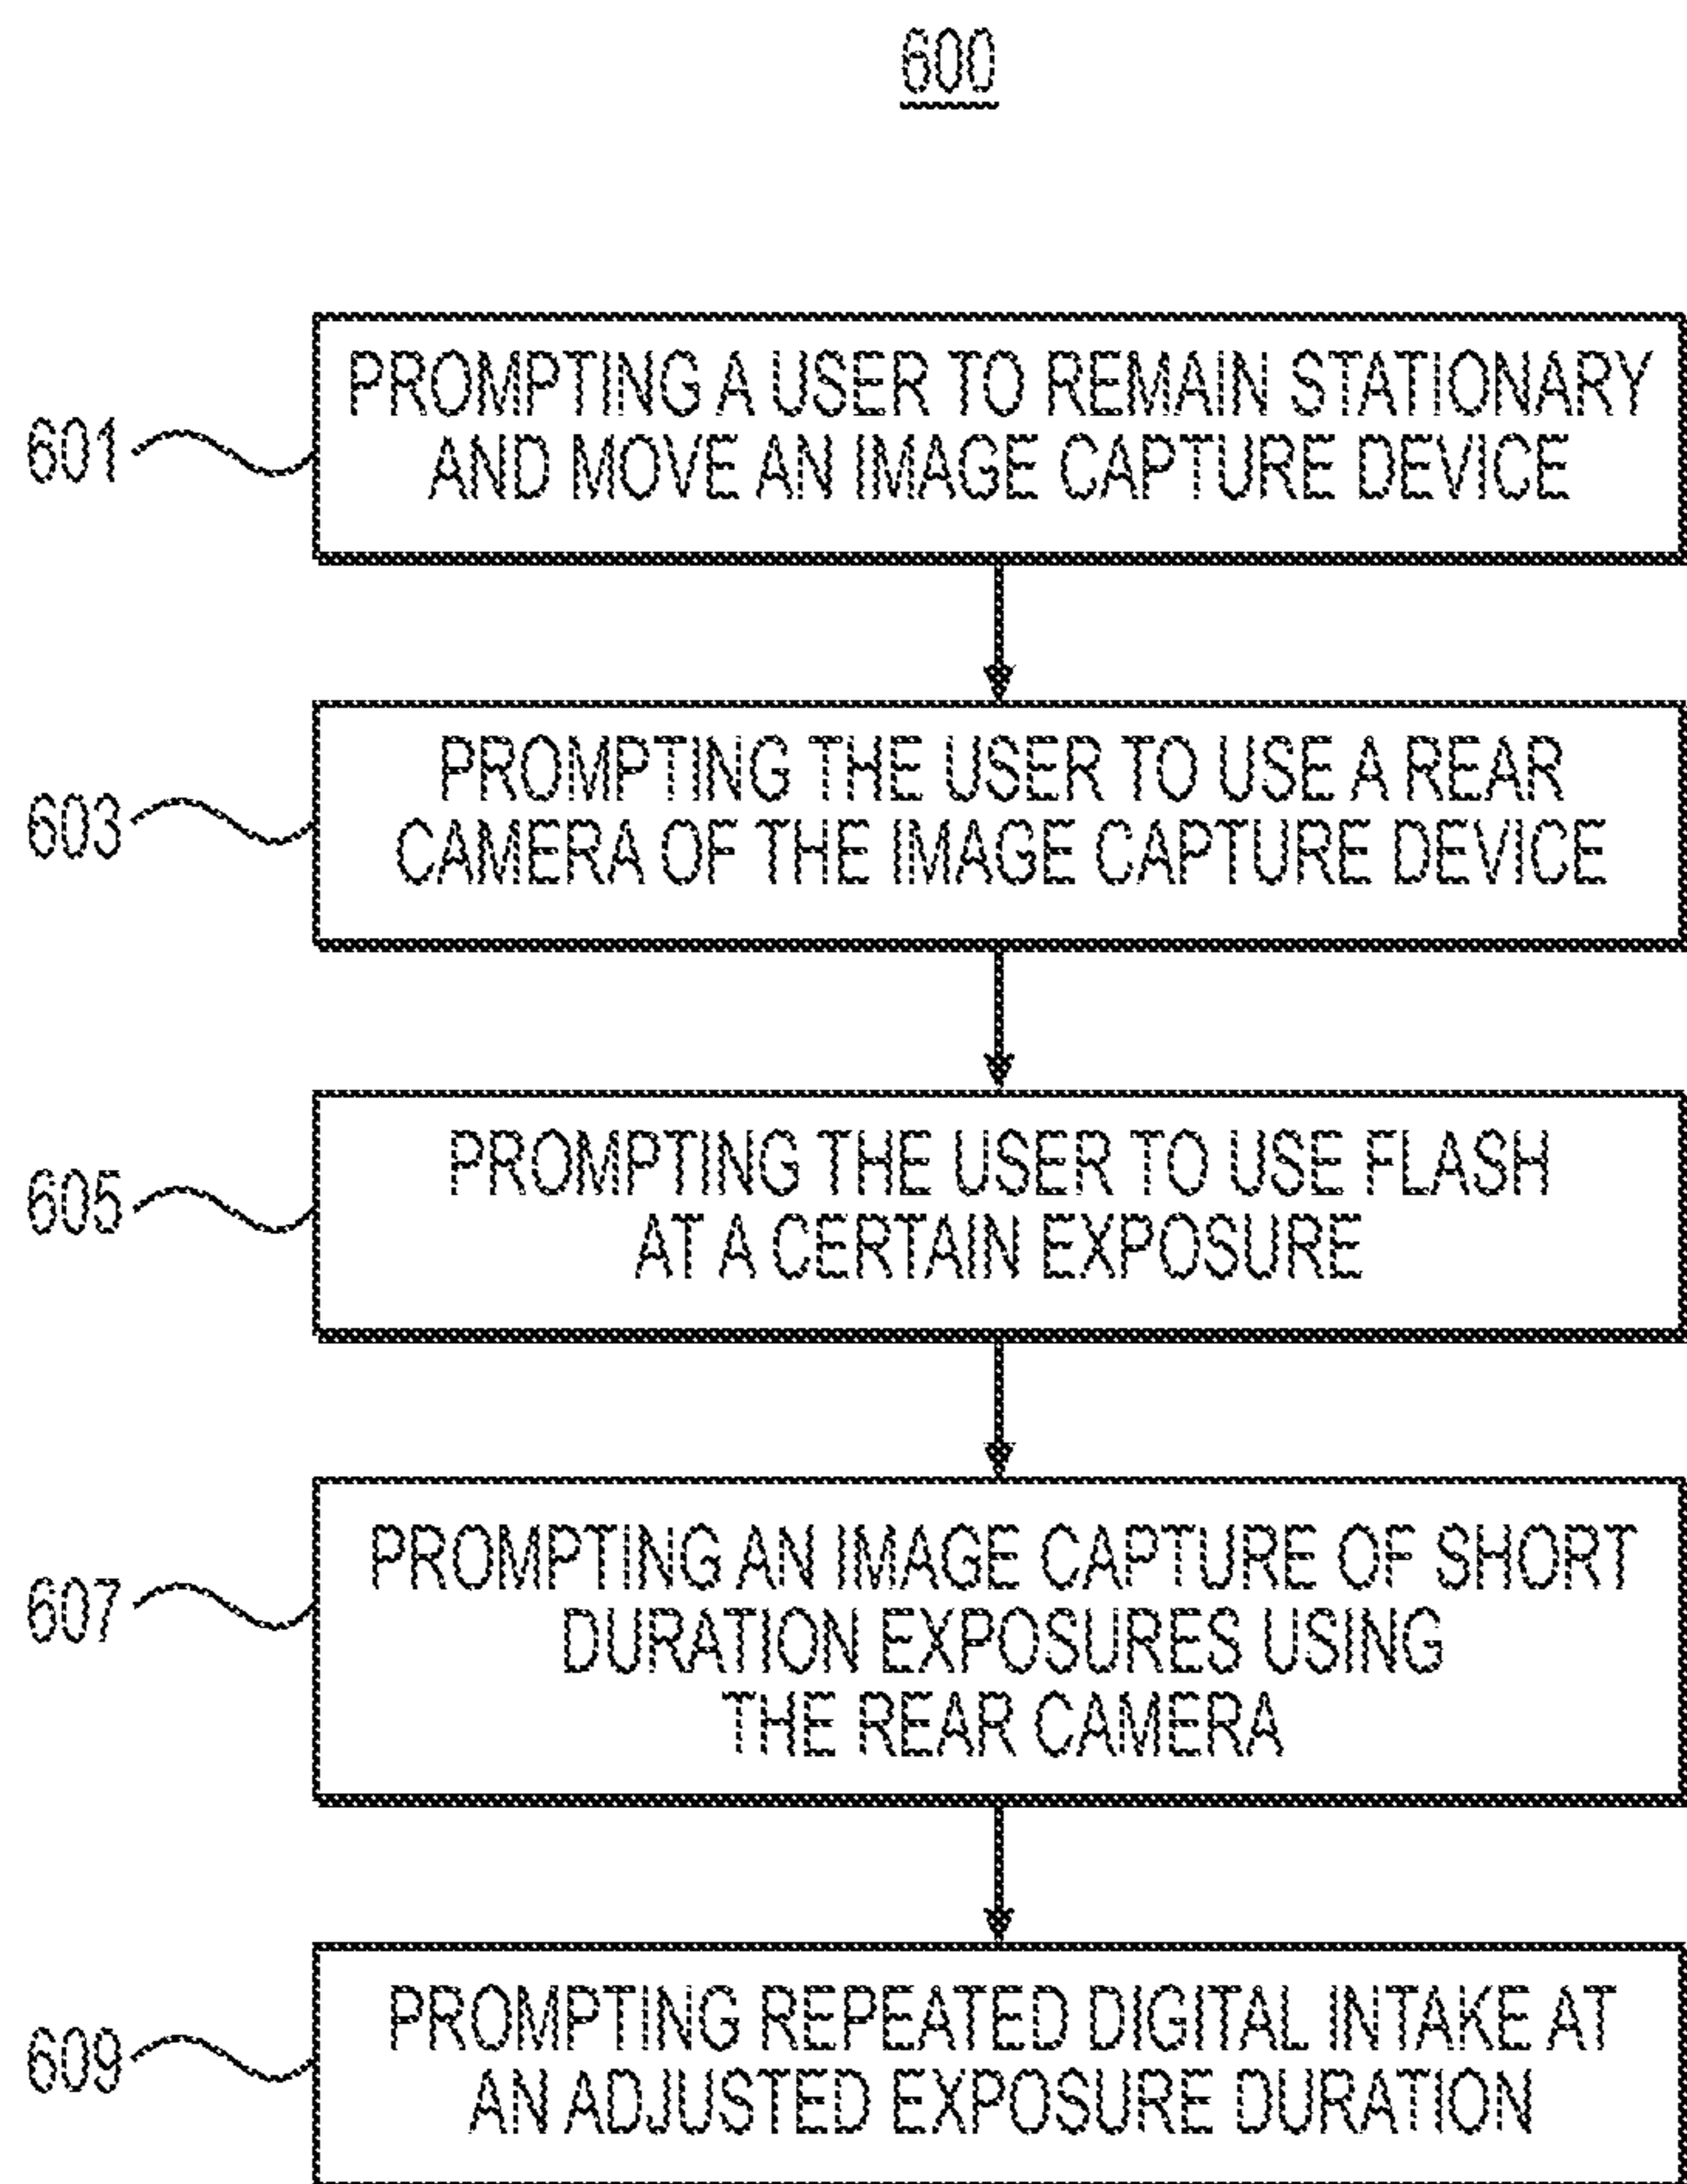 600
PROMPTING A USER TO REMAIN STATIONARY
AND MOVE AN IMAGE CAPTURE DEVICE
601
PROMPTING THE USER TO USE A REAR
CAMERA OF THE IMAGE CAPTURE DEVICE
603
PROMPTING THE USER TO USE FLASH
AT A CERTAIN EXPOSURE
605
PROMPTING AN IMAGE CAPTURE OF SHORT
DURATION EXPOSURES USING
THE REAR CAMERA
607
PROMPTING REPEATED DIGITAL INTAKE AT
AN ADJUSTED EXPOSURE DURATION
609